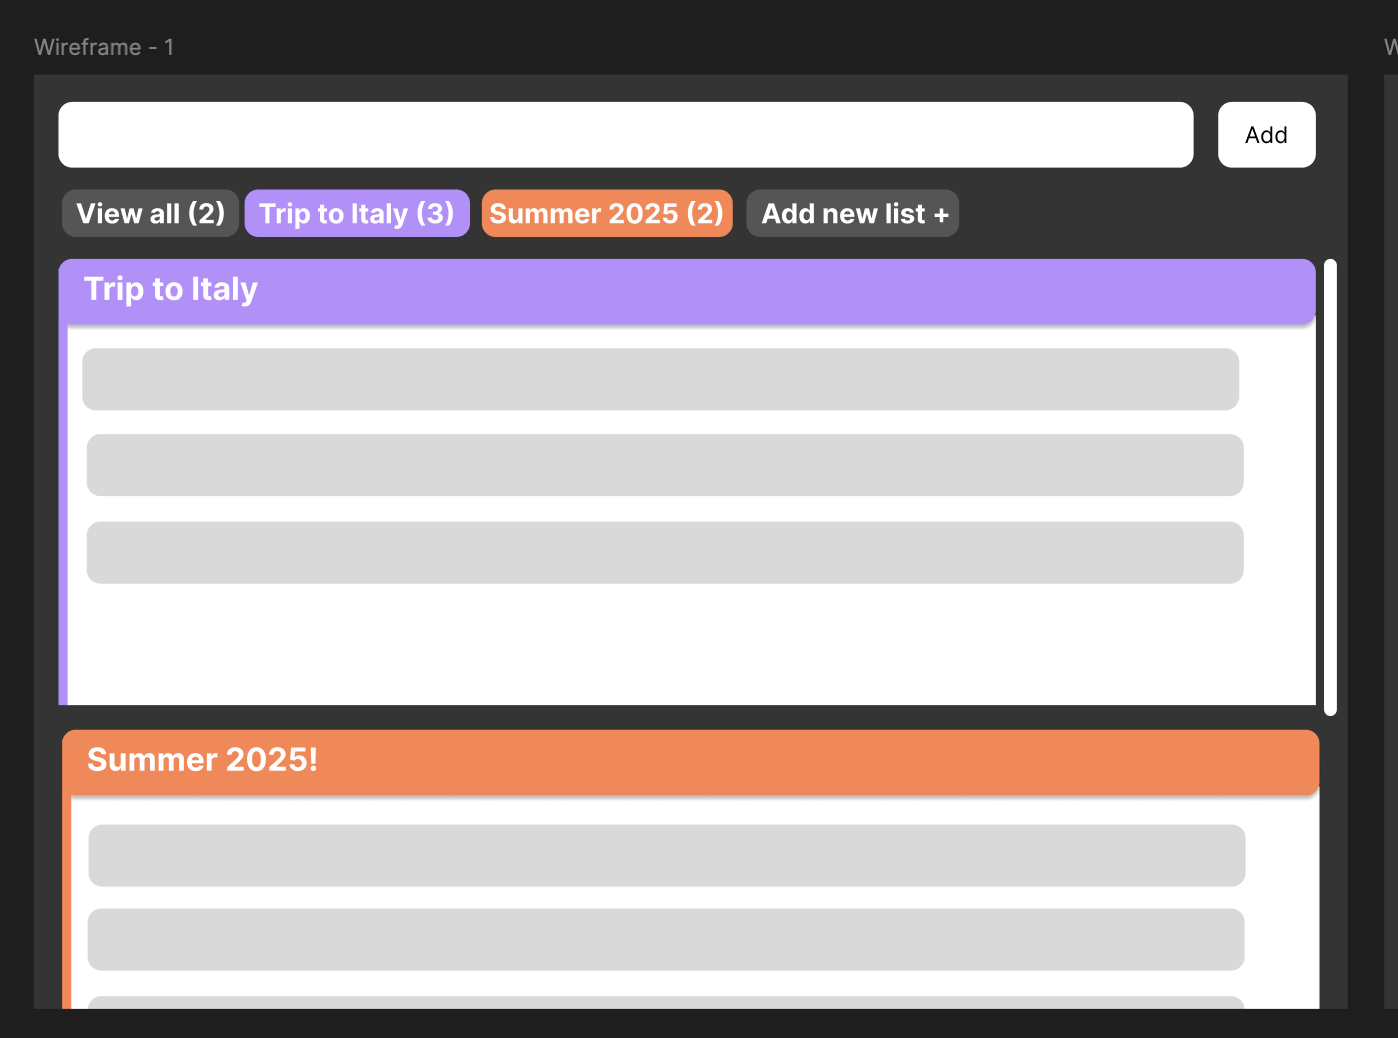 Wireframe - 1
Add
View all (2) Trip to Italy (3) Summer 2025 (2) Add new list +
Trip to Italy
Summer 2025!